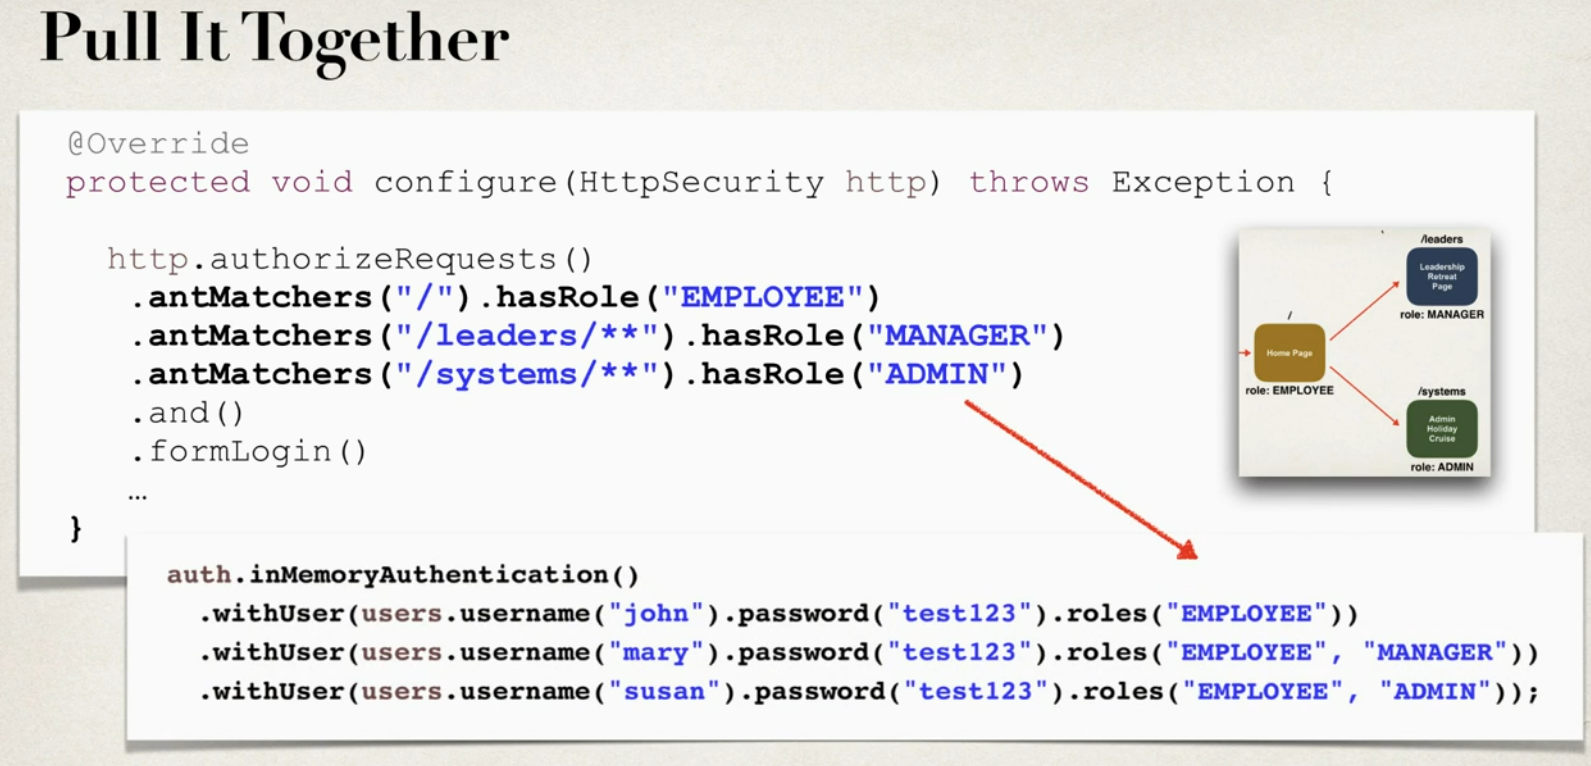 Pull It Together
@Override
protected void configure(HttpSecurity http) throws Exception {
http.authorizeRequests()
.antMatchers("/").hasRole("EMPLOYEE")
.antMatchers("/leaders/**").hasRole("MANAGER")
.antMatchers("/systems/**").hasRole("ADMIN")
.and()
.formLogin()
…
}
/leaders
Leadership
Retreat
Page
role: MANAGER
/
Home Page
role: EMPLOYEE
/systems
Admin
Holiday
Cruise
role: ADMIN
auth.inMemoryAuthentication()
.withUser(users.username("john").password("test123").roles("EMPLOYEE"))
.withUser(users.username("mary").password("test123").roles("EMPLOYEE", "MANAGER"))
.withUser(users.username("susan").password("test123").roles("EMPLOYEE", "ADMIN"));